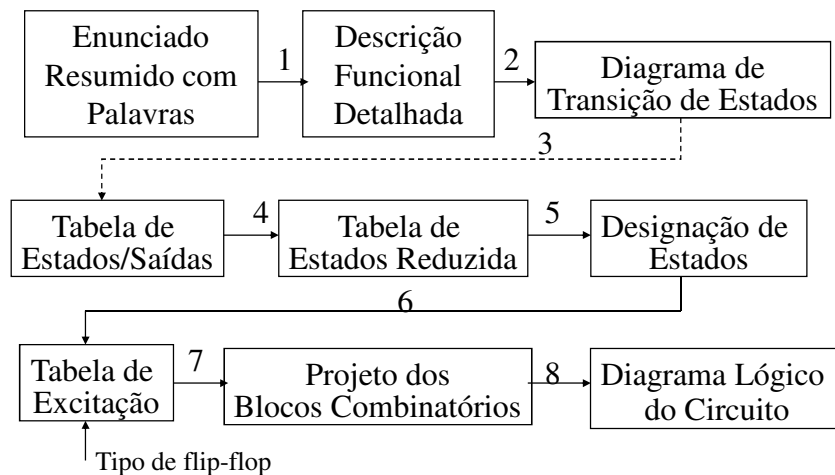 Enunciado
Resumido com
Palavras
1
Descrição
Funcional
Detalhada
2
Diagrama de
Transição de Estados
3
Tabela de
Estados/Saídas
4
Tabela de
Estados Reduzida
5
Designação de
Estados
6
Tabela de
Excitação
7
Projeto dos
Blocos Combinatórios
8
Diagrama Lógico
do Circuito
Tipo de flip-flop